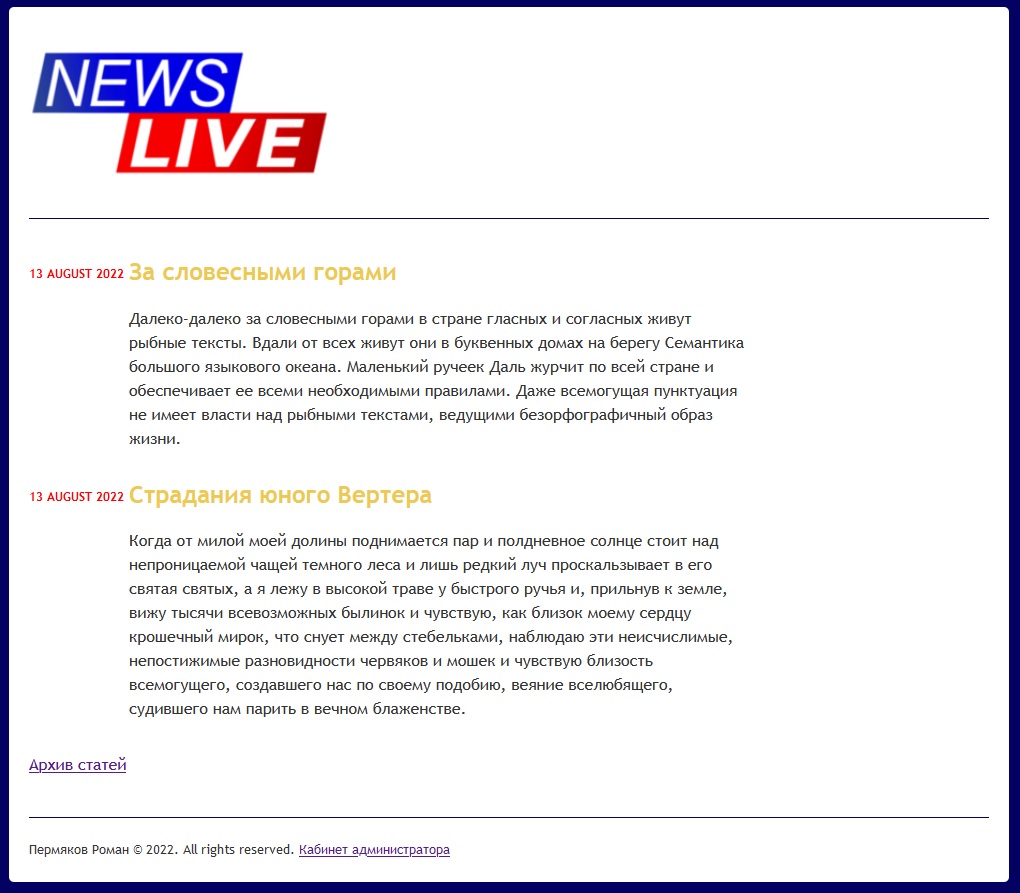 NEWS
LIVE
13 AUGUST 2022 За словесными горами
Далеко-далеко за словесными горами в стране гласных и согласных живут
рыбные тексты. Вдали от всех живут они в буквенных домах на берегу Семантика
большого языкового океана. Маленький ручеек Даль журчит по всей стране и
обеспечивает ее всеми необходимыми правилами. Даже всемогущая пунктуация
не имеет власти над рыбными текстами, ведущими безорфографичный образ
жизни.
13 AUGUST 2022 Страдания юного Вертера
Когда от милой моей долины поднимается пар и полдневное солнце стоит над
непроницаемой чащей темного леса и лишь редкий луч проскальзывает в его
святая святых, а я лежу в высокой траве у быстрого ручья и, прильнув к земле,
вижу тысячи всевозможных былинок и чувствую, как близок моему сердцу
крошечный мирок, что снует между стебельками, наблюдаю эти неисчислимые,
непостижимые разновидности червяков и мошек и чувствую близость
всемогущего, создавшего нас по своему подобию, веяние вселюбящего,
судившего нам парить в вечном блаженстве.
Архив статей
Пермяков Роман © 2022. All rights reserved. Кабинет администратора